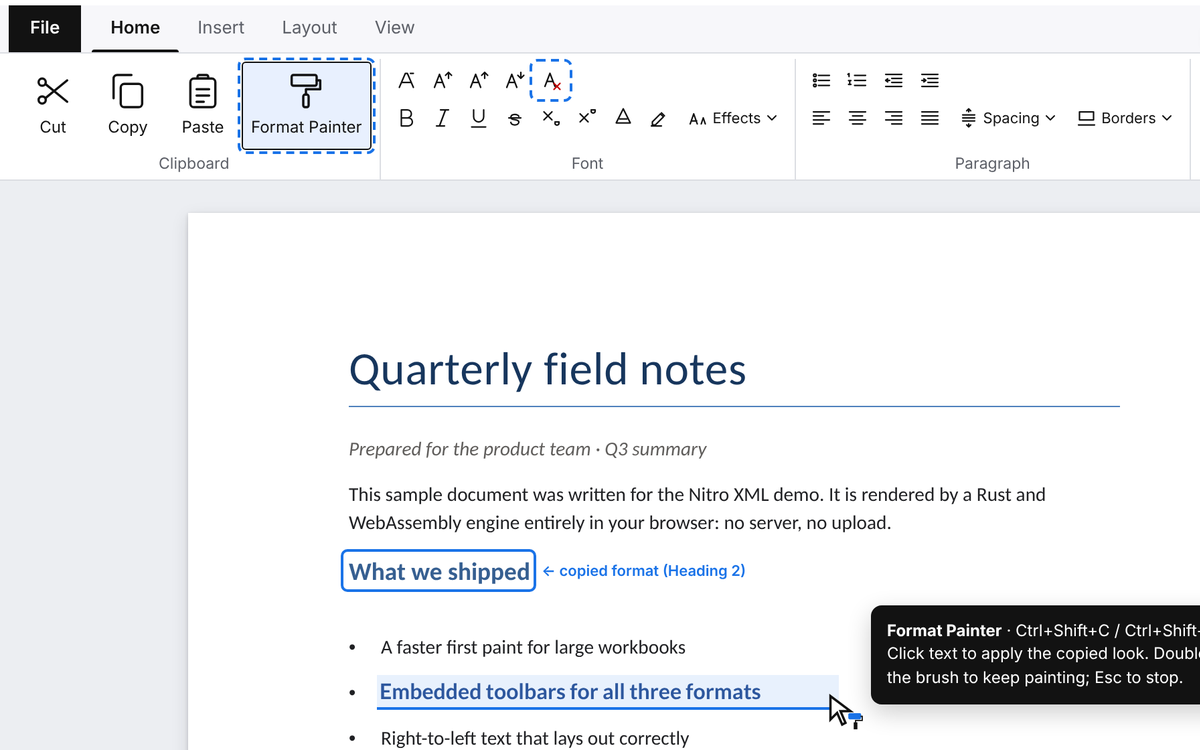 File Home Insert Layout View
Cut Copy Paste Format Painter
Effects Spacing Borders
Clipboard Font Paragraph
Quarterly field notes
Prepared for the product team · Q3 summary
This sample document was written for the Nitro XML demo. It is rendered by a Rust and
WebAssembly engine entirely in your browser: no server, no upload.
What we shipped ← copied format (Heading 2)
• A faster first paint for large workbooks
• Embedded toolbars for all three formats
• Right-to-left text that lays out correctly
Format Painter · Ctrl+Shift+C / Ctrl+Shift
Click text to apply the copied look.
the brush to keep painting; Esc to stop.